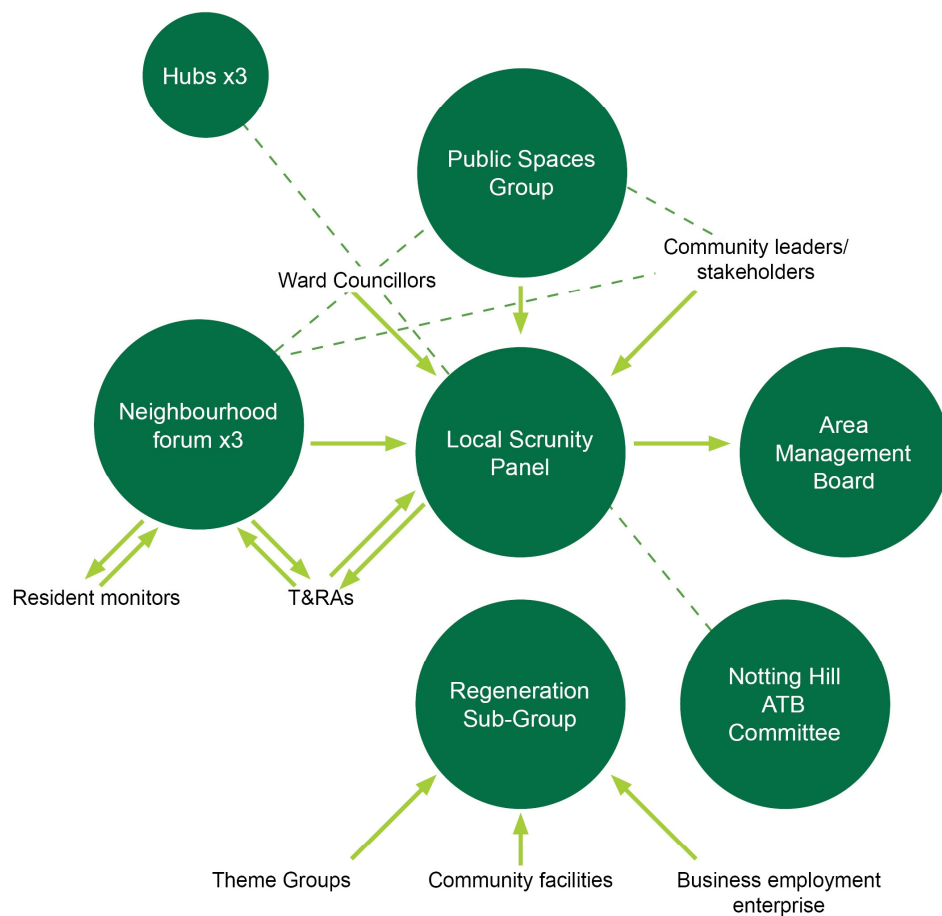 Hubs x3
Public Spaces
Group
Community leaders/
stakeholders
Ward Councillors
Neighbourhood
forum x3
Local Scrunity
Panel
Area
Management
Board
Resident monitors
T&RAs
Regeneration
Sub-Group
Notting Hill
ATB
Committee
Theme Groups
Community facilities
Business employment
enterprise